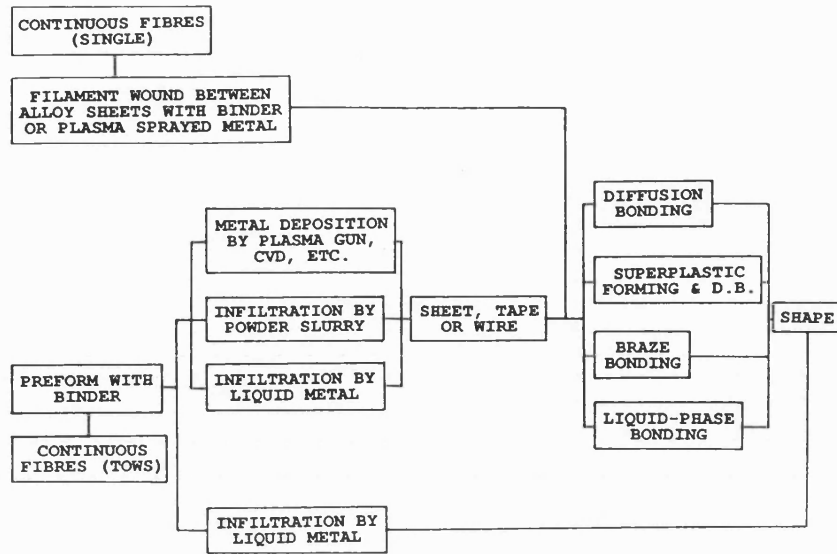 CONTINUOUS FIBRES
(SINGLE)
FILAMENT WOUND BETWEEN
ALLOY SHEETS WITH BINDER
OR PLASMA SPRAYED METAL
METAL DEPOSITION
BY PLASMA GUN,
CVD, ETC.
INFILTRATION BY
POWDER SLURRY
INFILTRATION BY
LIQUID METAL
PREFORM WITH
BINDER
CONTINUOUS
FIBRES (TOWS)
INFILTRATION BY
LIQUID METAL
SHEET, TAPE
OR WIRE
DIFFUSION
BONDING
SUPERPLASTIC
FORMING & D.B.
BRAZE
BONDING
LIQUID-PHASE
BONDING
SHAPE